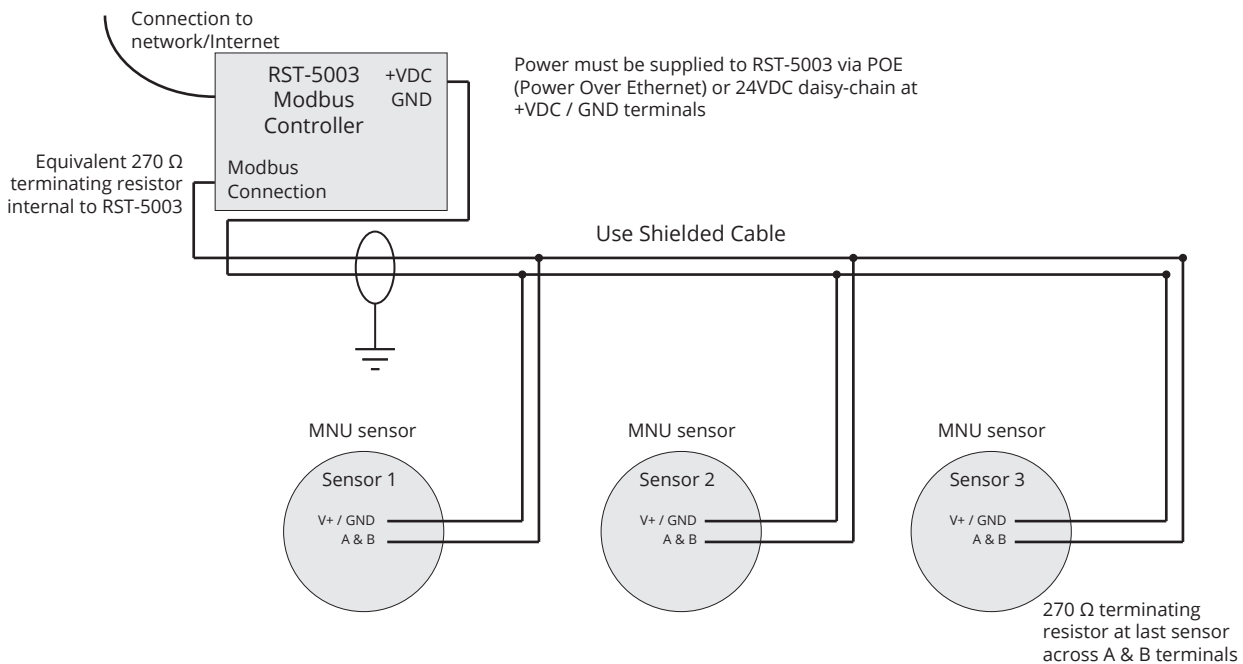 Connection to
network/Internet
RST-5003
Modbus
Controller
+VDC
GND
Power must be supplied to RST-5003 via POE
(Power Over Ethernet) or 24VDC daisy-chain at
+VDC / GND terminals
Equivalent 270 Ω
terminating resistor
internal to RST-5003
Modbus
Connection
Use Shielded Cable
MNU sensor
Sensor 1
V+ / GND
A & B
MNU sensor
Sensor 2
V+ / GND
A & B
MNU sensor
Sensor 3
V+ / GND
A & B
270 Ω terminating
resistor at last sensor
across A & B terminals